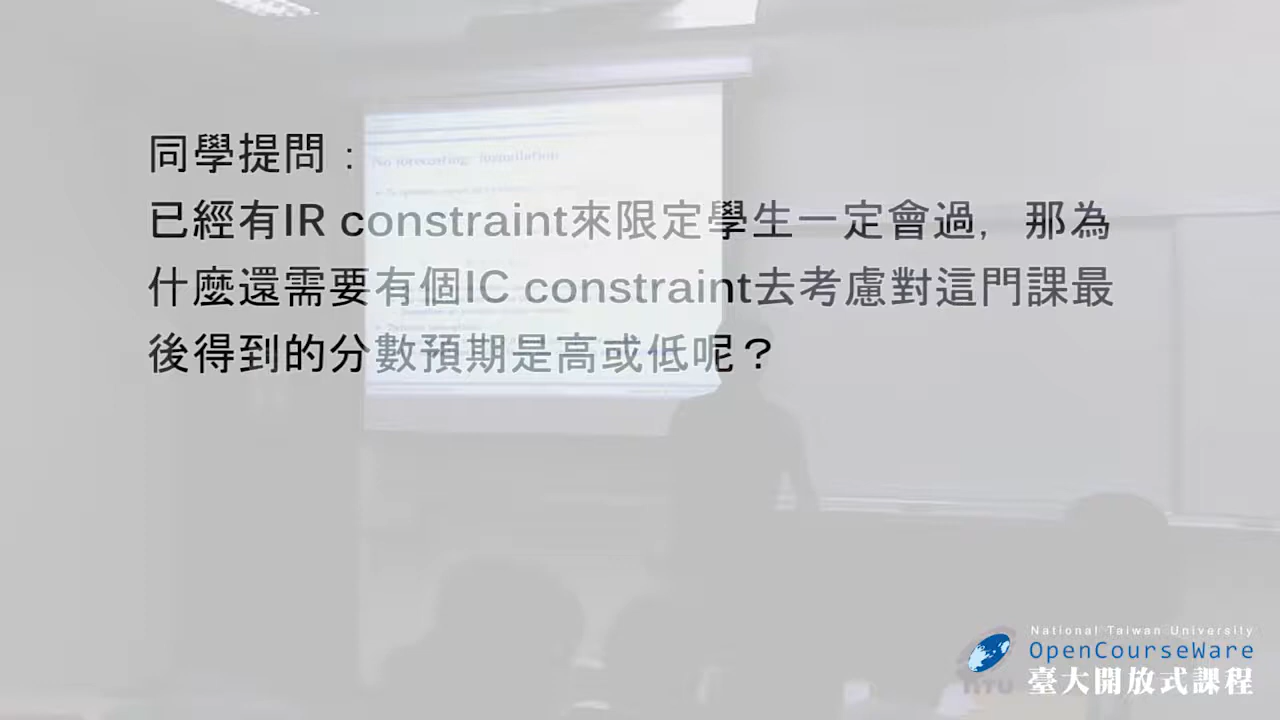 No forecasting: formulation
同學提問：
已經有IR constraint來限定學生一定會過，那為
什麼還需要有個IC constraint去考慮對這門課最
後得到的分數預期是高或低呢？
National Taiwan University
OpenCourseWare
臺大開放式課程